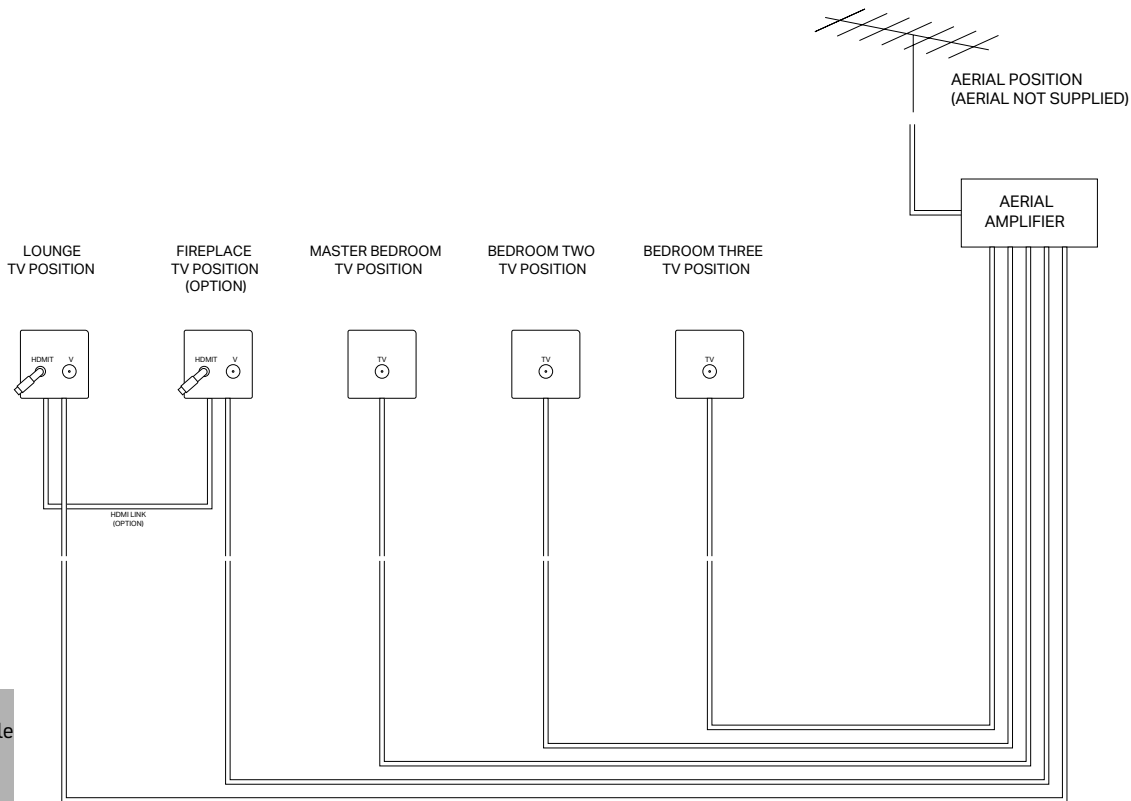 AERIAL POSITION
(AERIAL NOT SUPPLIED)
AERIAL
AMPLIFIER
LOUNGE
TV POSITION
FIREPLACE
TV POSITION
(OPTION)
MASTER BEDROOM
TV POSITION
BEDROOM TWO
TV POSITION
BEDROOM THREE
TV POSITION
HDMIT V
HDMIT V
TV
TV
TV
HDMI LINK
(OPTION)
le